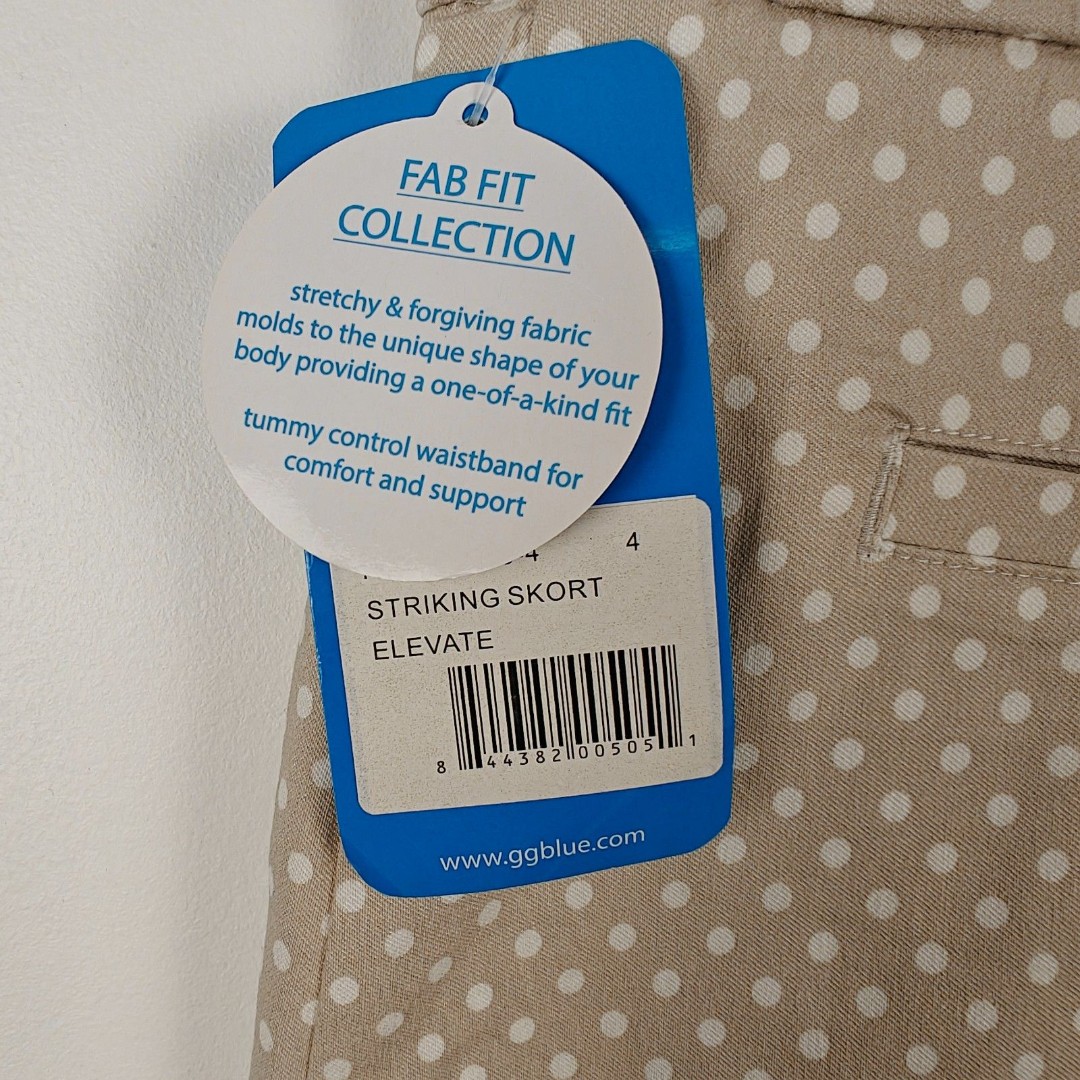 FAB FIT
COLLECTION
stretchy & forgiving fabric
molds to the unique shape of your
body providing a one-of-a-kind fit
tummy control waistband for
comfort and support
4 4
STRIKING SKORT
ELEVATE
8 44382 00505 1
www.ggblue.com